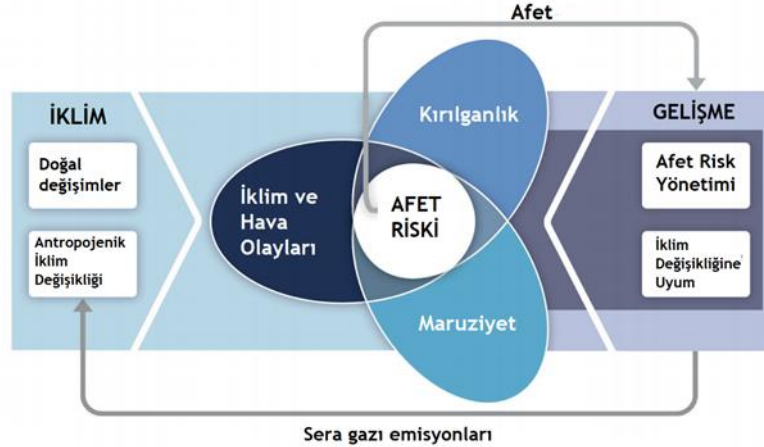 Afet
İKLİM
Doğal
değişimler
Antropojenik
İklim
Değişikliği
İklim ve
Hava
Olayları
Kırılganlık
AFET
RİSKİ
Maruziyet
GELİŞME
Afet Risk
Yönetimi
İklim
Değişikliğine
Uyum
Sera gazı emisyonları